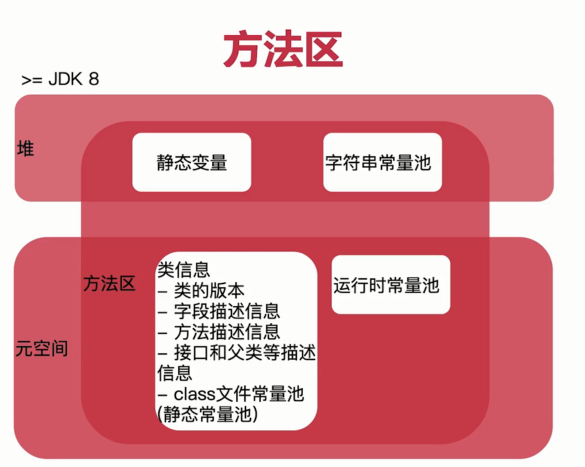 方法区
>= JDK 8
堆
静态变量
字符串常量池
方法区
类信息
– 类的版本
– 字段描述信息
– 方法描述信息
– 接口和父类等描述
信息
– class文件常量池
(静态常量池)
运行时常量池
元空间